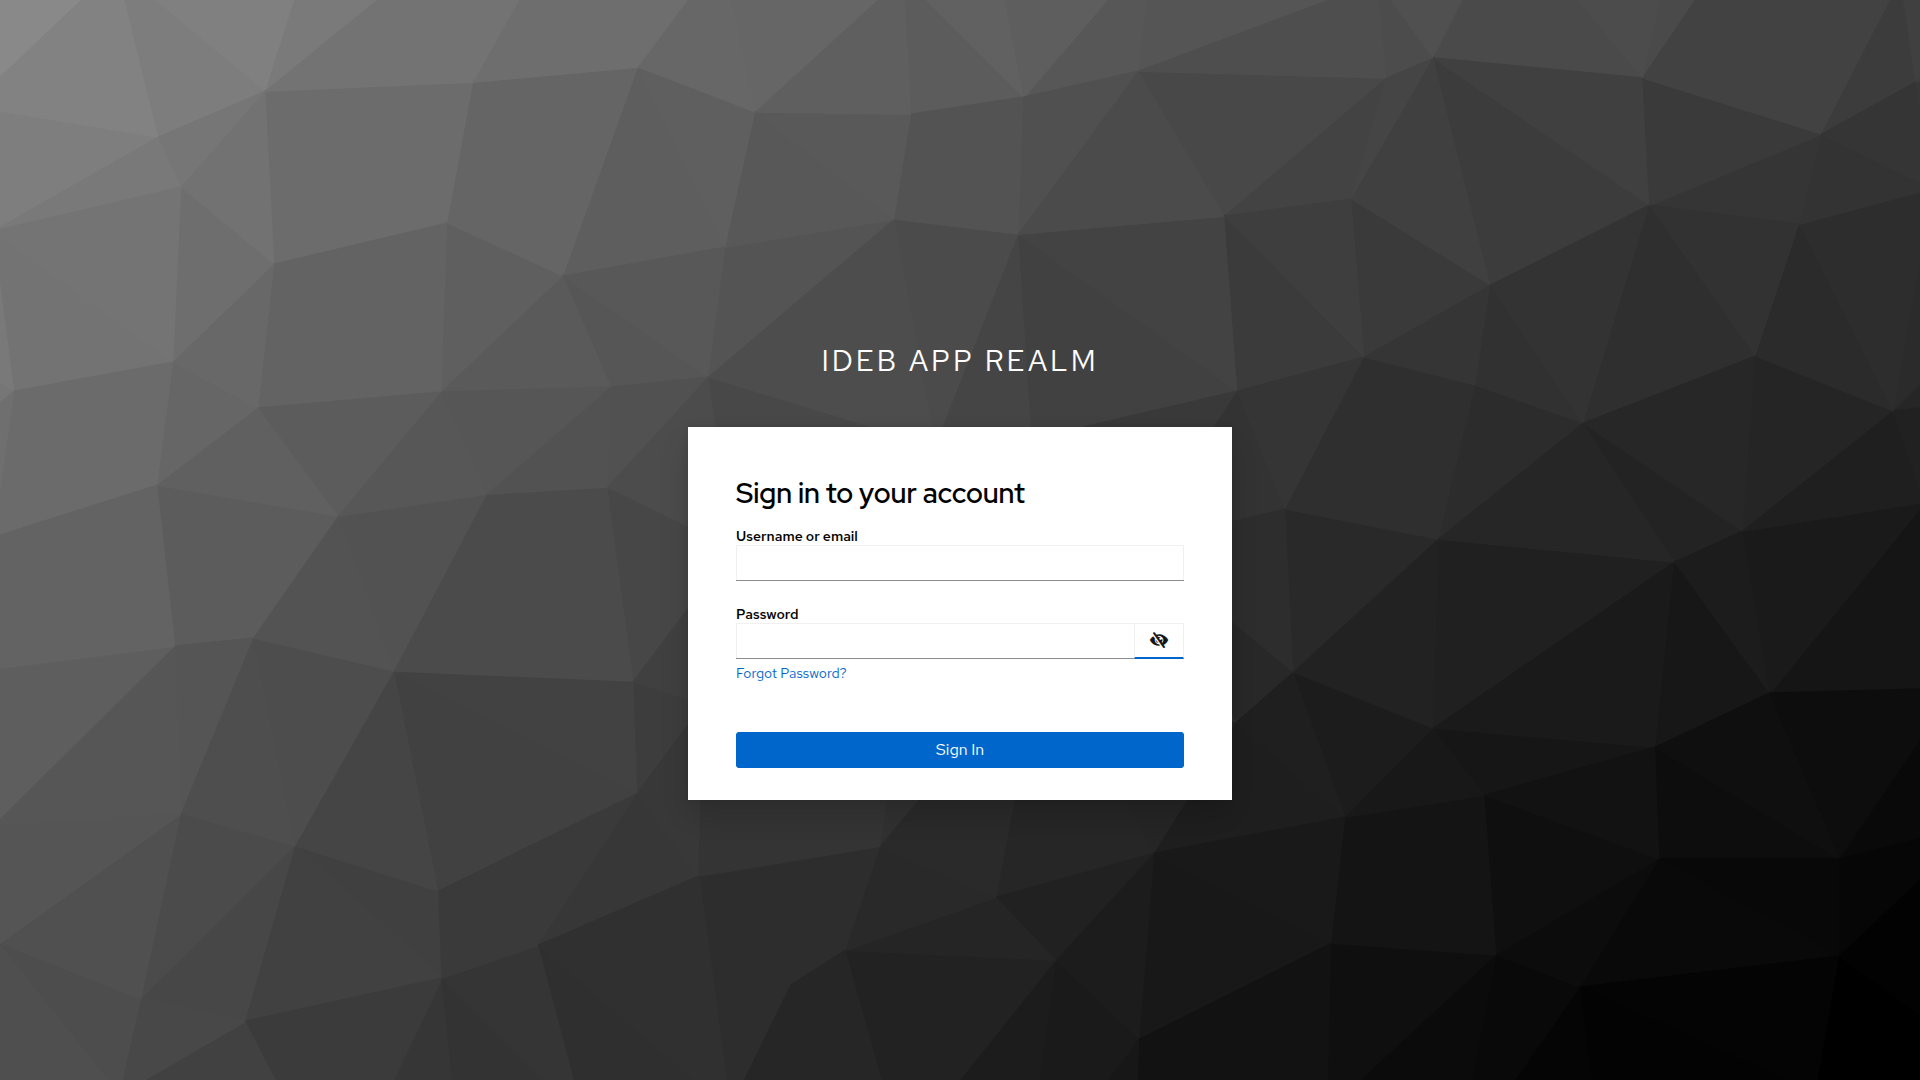 IDEB APP REALM
Sign in to your account
Username or email
Password
Forgot Password?
Sign In